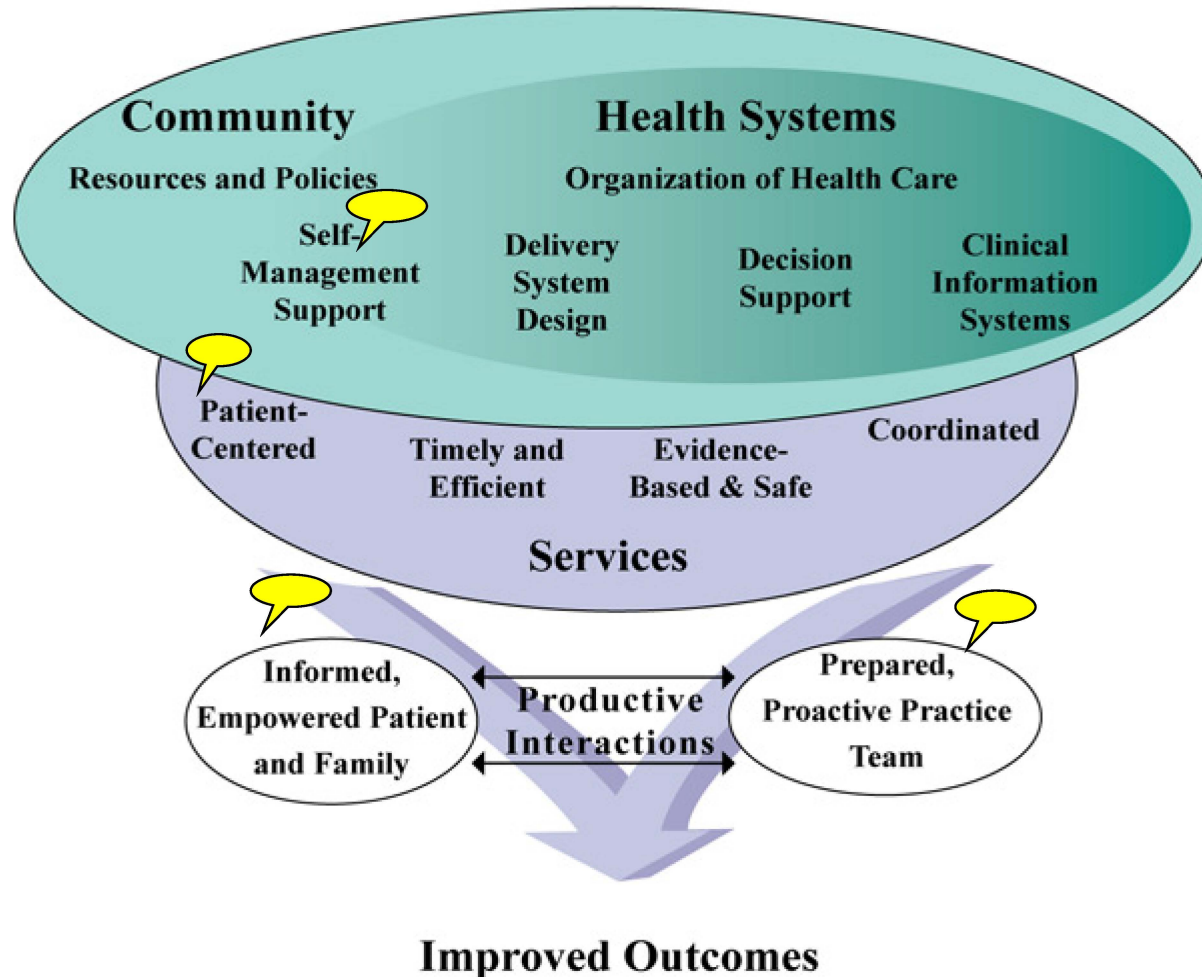 Community
Health Systems
Resources and Policies
Organization of Health Care
Self-
Management
Support
Delivery
System
Design
Decision
Support
Clinical
Information
Systems
Patient-
Centered
Timely and
Efficient
Evidence-
Based & Safe
Coordinated
Services
Informed,
Empowered Patient
and Family
Productive
Interactions
Prepared,
Proactive Practice
Team
Improved Outcomes